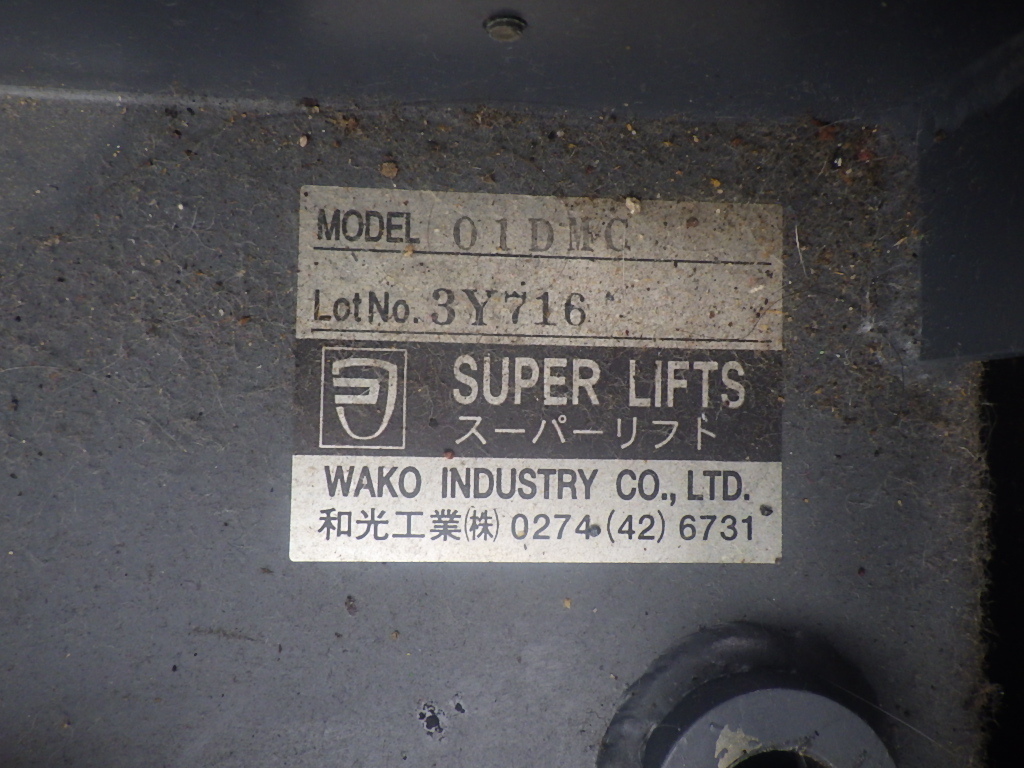 MODEL 01DMC
Lot No. 3Y716
SUPER LIFTS
スーパーリフト
WAKO INDUSTRY CO., LTD.
和光工業㈱ 0274 (42) 6731